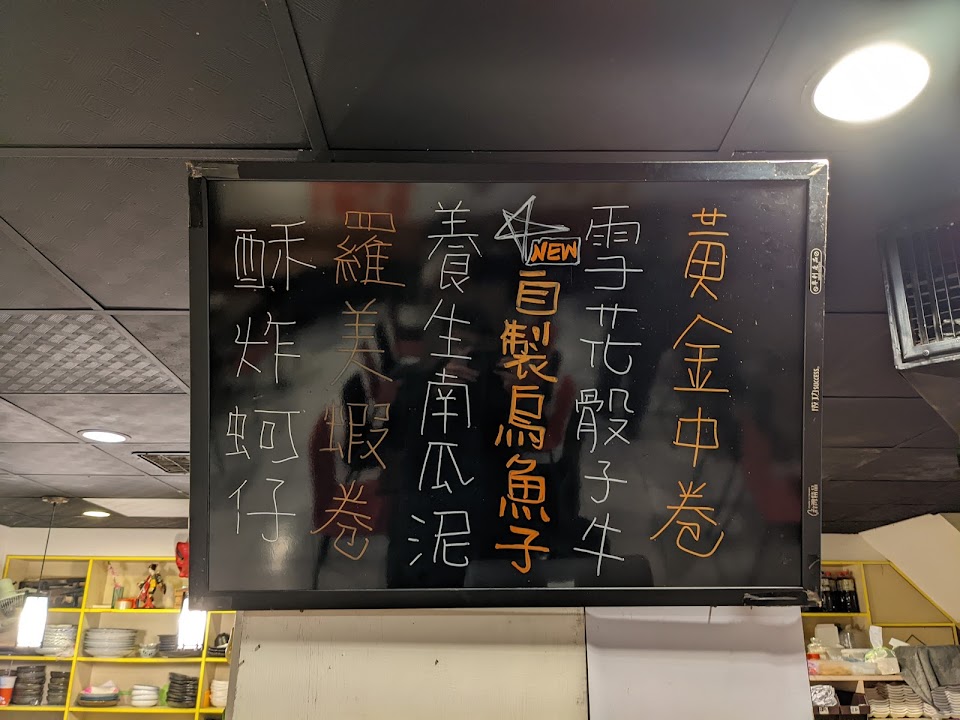 黃金中卷
雪花骰子牛
NEW
自製烏魚子
養生南瓜泥
羅美蝦卷
酥炸蚵仔